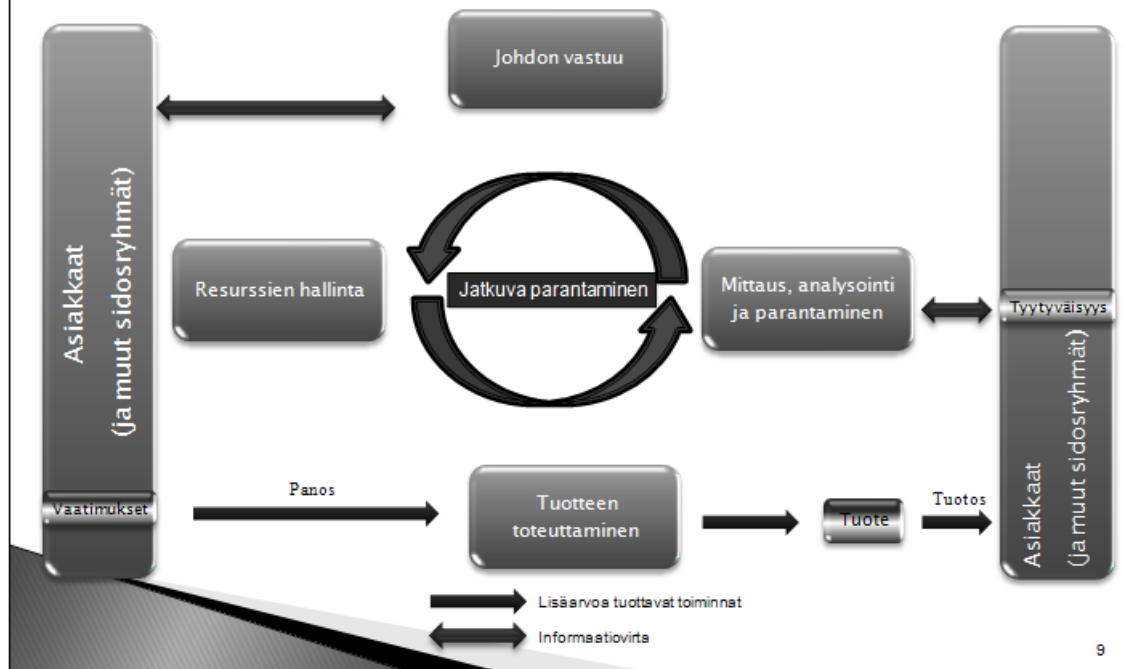 Johdon vastuu
Asiakkaat
(ja muut sidosryhmät)
Resurssien hallinta
Jatkuva parantaminen
Mittaus, analysointi
ja parantaminen
Tyytyväisyys
Vaatimukset
Panos
Tuotteen
toteuttaminen
Tuote
Tuotos
Asiakkaat
(ja muut sidosryhmät)
Lisäarvoa tuottavat toiminnat
Informaatiovirta
9